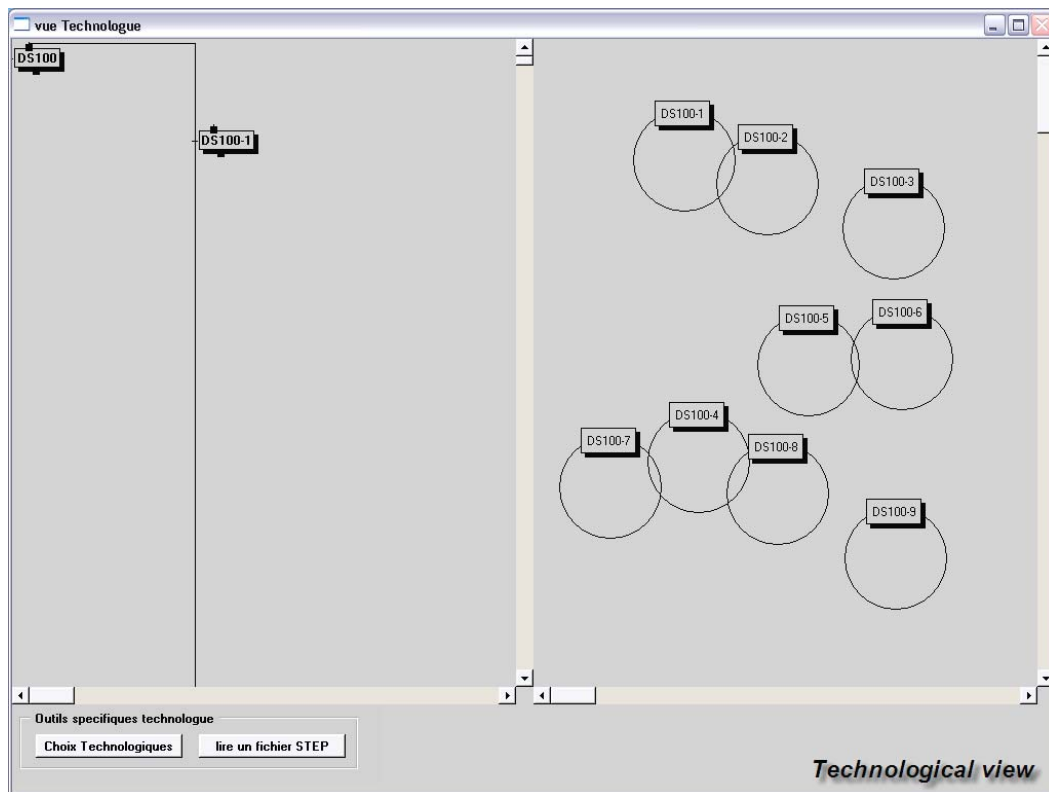 vue Technologue
DS100
DS100-1
DS100-1
DS100-2
DS100-3
DS100-5
DS100-6
DS100-4
DS100-7
DS100-8
DS100-9
Outils specifiques technologue
Choix Technologiques
lire un fichier STEP
Technological view